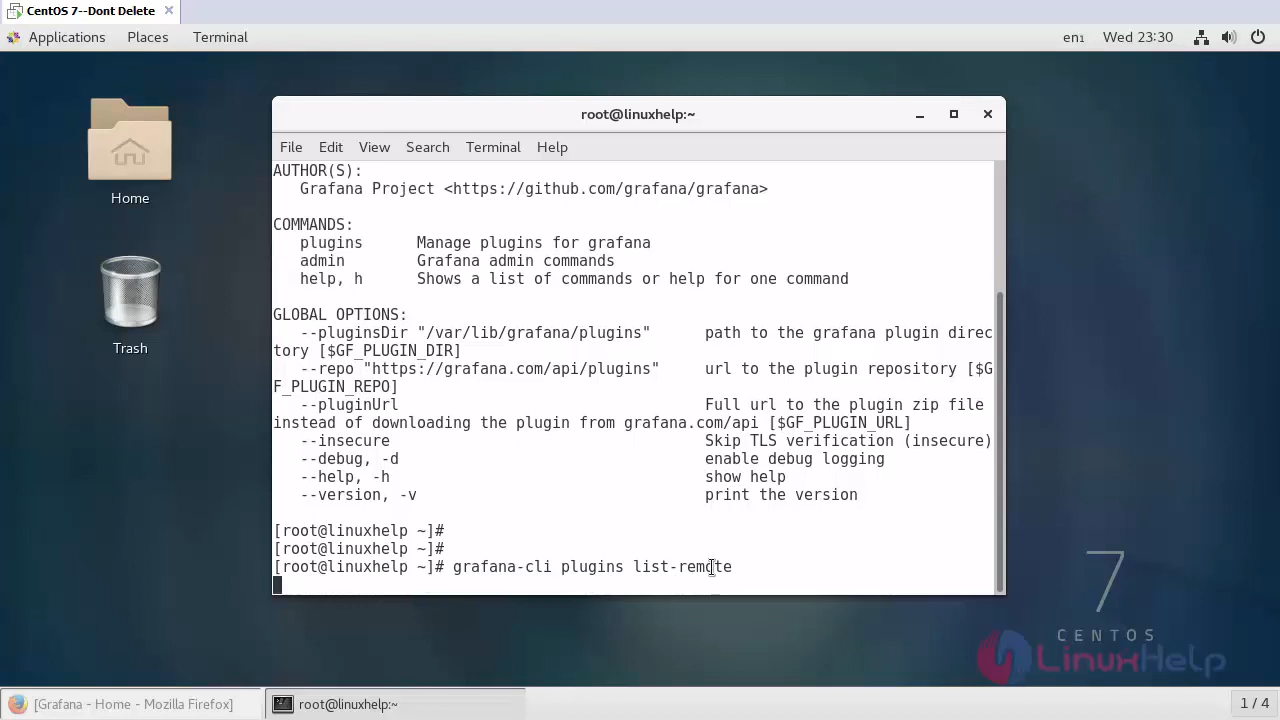 CentOS 7--Dont Delete
Applications Places Terminal en1 Wed 23:30
root@linuxhelp:~
File Edit View Search Terminal Help
AUTHOR(S):
Grafana Project <https://github.com/grafana/grafana>
COMMANDS:
plugins Manage plugins for grafana
admin Grafana admin commands
help, h Shows a list of commands or help for one command
GLOBAL OPTIONS:
--pluginsDir "/var/lib/grafana/plugins" path to the grafana plugin direc
tory [$GF_PLUGIN_DIR]
--repo "https://grafana.com/api/plugins" url to the plugin repository [$G
F_PLUGIN_REPO]
--pluginUrl Full url to the plugin zip file
instead of downloading the plugin from grafana.com/api [$GF_PLUGIN_URL]
--insecure Skip TLS verification (insecure)
--debug, -d enable debug logging
--help, -h show help
--version, -v print the version
[root@linuxhelp ~]#
[root@linuxhelp ~]#
[root@linuxhelp ~]# grafana-cli plugins list-remote
Home
Trash
7
CENTOS
LinuxHelp
[Grafana - Home - Mozilla Firefox] root@linuxhelp:~ 1 / 4